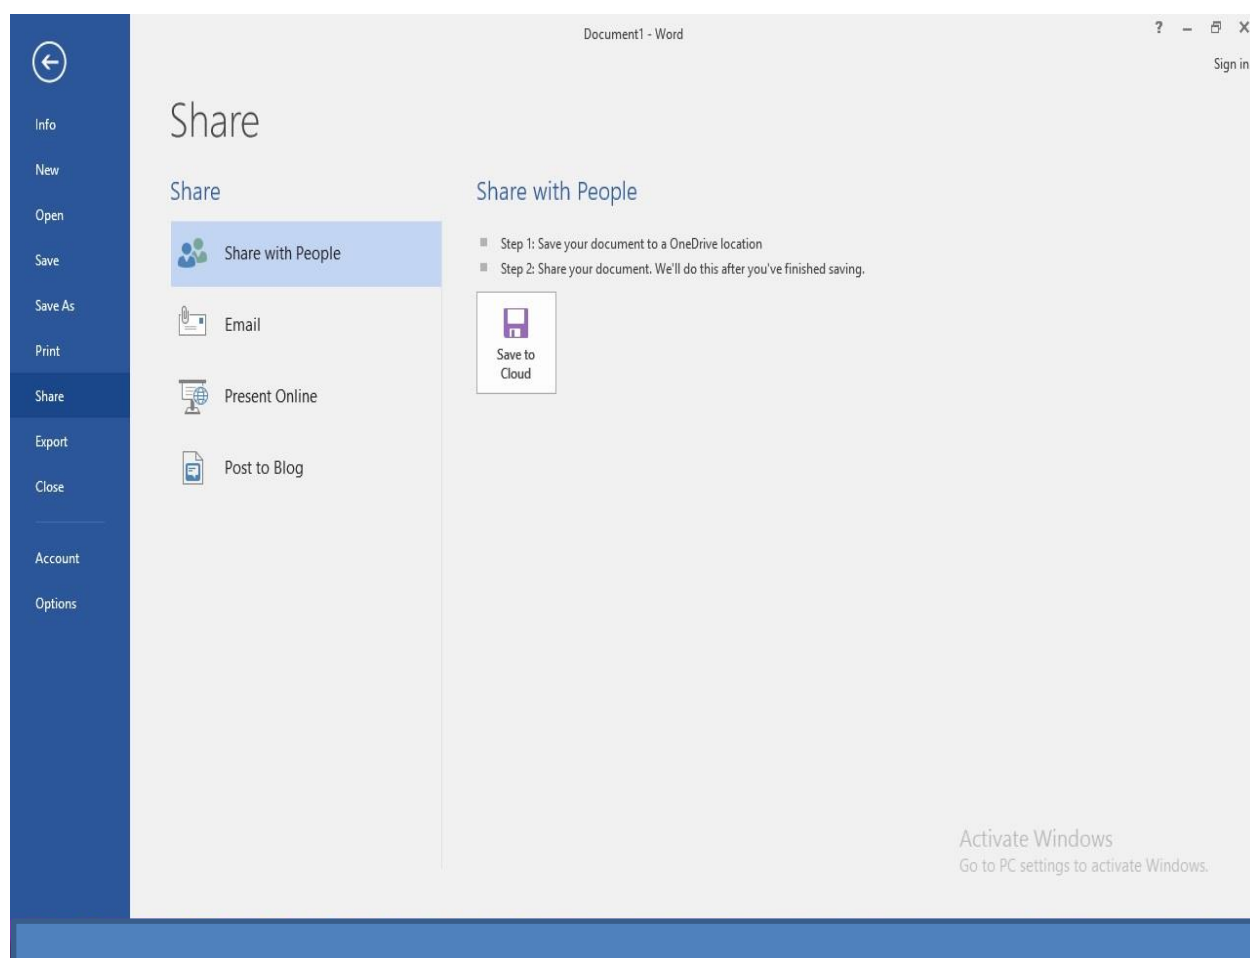 Document1 - Word
?
Sign in
Info
New
Open
Save
Save As
Print
Share
Export
Close
Account
Options
Share
Share
Share with People
Email
Present Online
Post to Blog
Share with People
Step 1: Save your document to a OneDrive location
Step 2: Share your document. We'll do this after you've finished saving.
Save to
Cloud
Activate Windows
Go to PC settings to activate Windows.